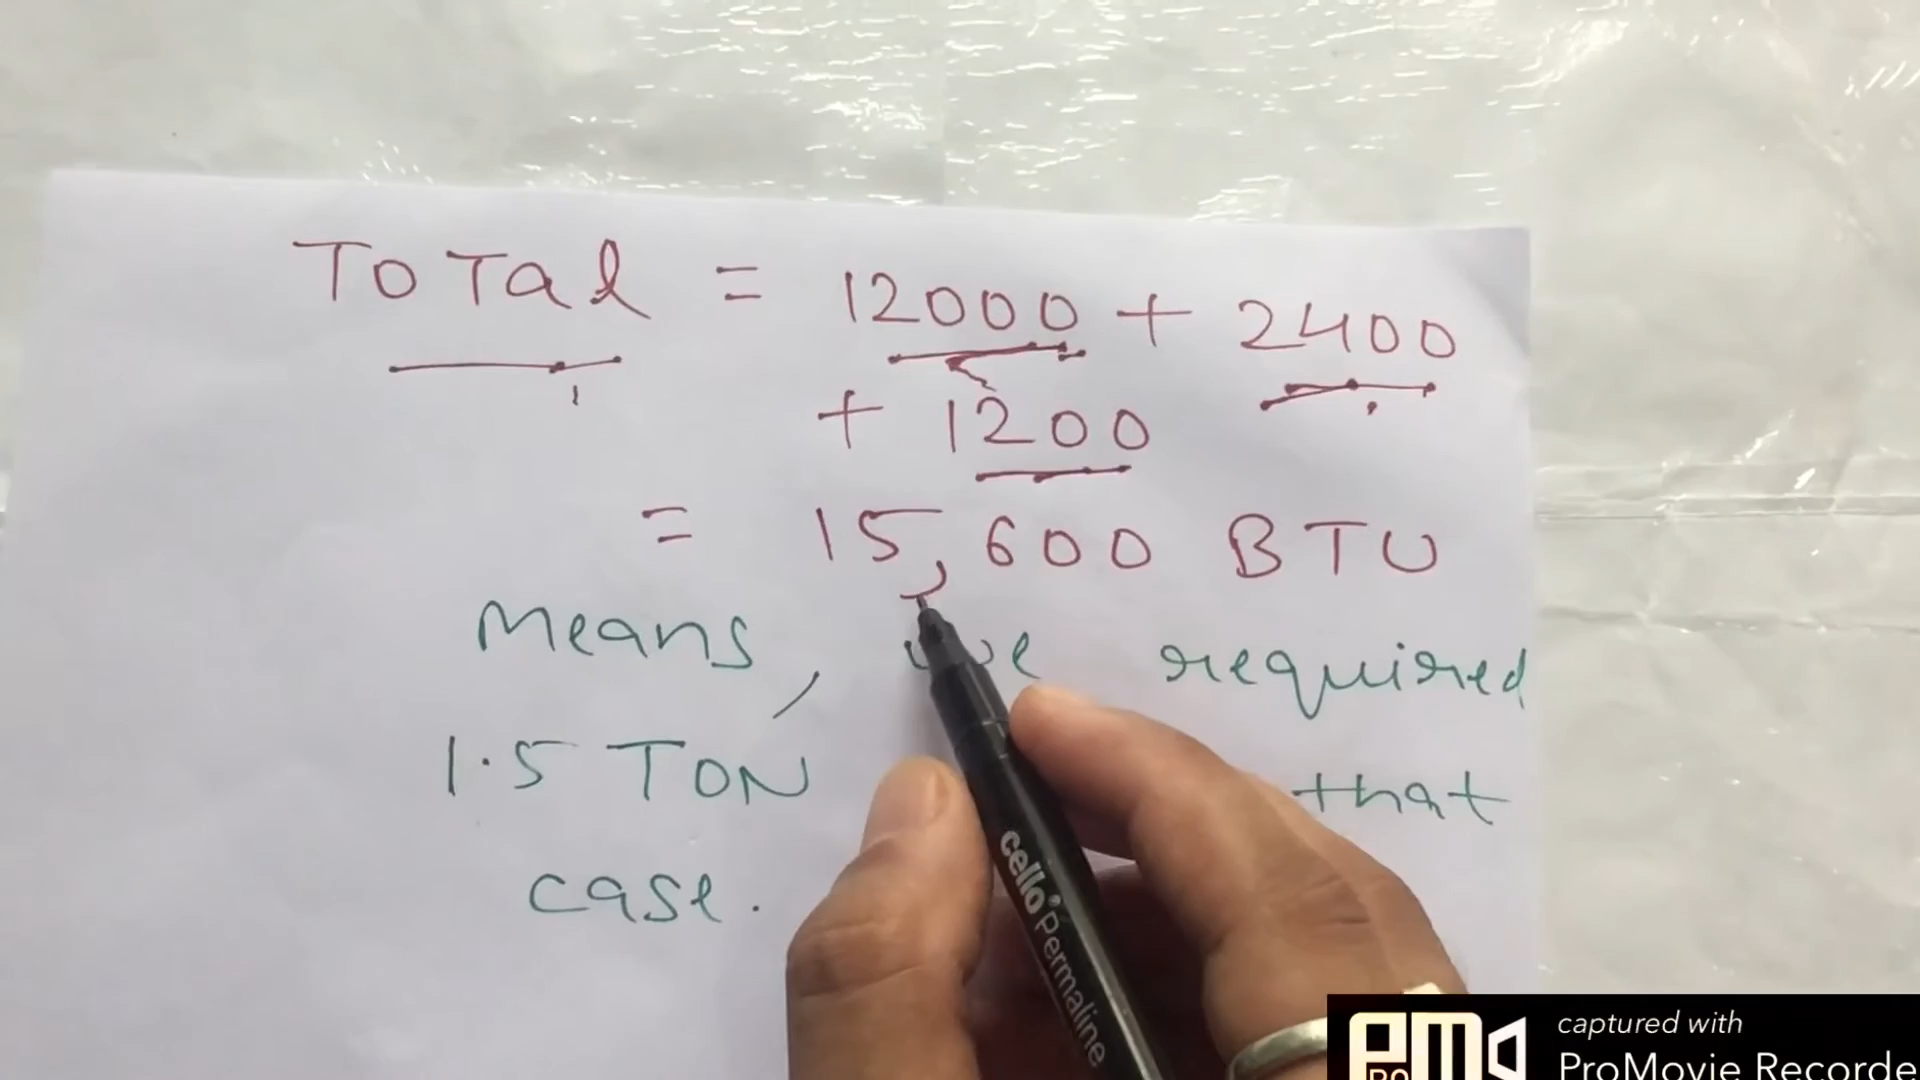 TOTAl = 12000 + 2400
+ 1200
= 15,600 BTU
Means, we required
1.5 TON that
case.
cello® Permaline
captured with
ProMovie Recorde